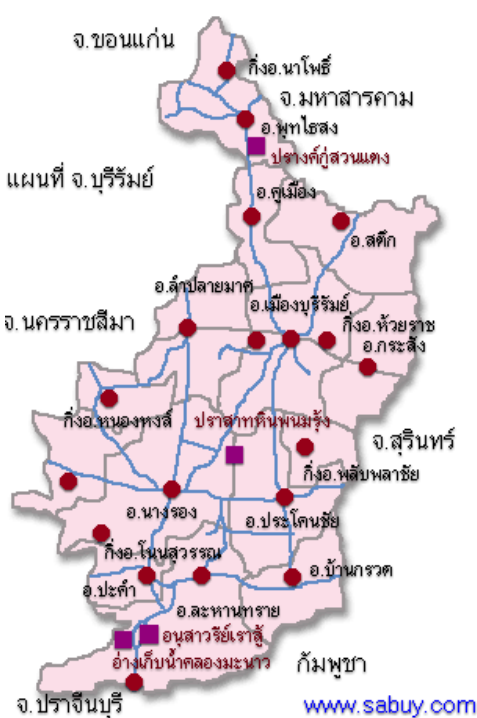 จ.ขอนแก่น
กิ่งอ.นาโพธิ์
จ.มหาสารคาม
อ.พุทไธสง
ปรางค์กู่สวนแตง
แผนที่ จ.บุรีรัมย์
อ.คูเมือง
อ.สตึก
อ.ลำปลายมาศ
อ.เมืองบุรีรัมย์
จ.นครราชสีมา
กิ่งอ.ห้วยราช
อ.กระสัง
กิ่งอ.หนองหงส์
ปราสาทหินพนมรุ้ง
จ.สุรินทร์
กิ่งอ.พลับพลาชัย
อ.นางรอง
อ.ประโคนชัย
กิ่งอ.โนนสุวรรณ
อ.บ้านกรวด
อ.ปะคำ
อ.ละหานทราย
อนุสาวรีย์เราสู้
อ่างเก็บน้ำคลองมะนาว
กัมพูชา
จ.ปราจีนบุรี
www.sabuy.com